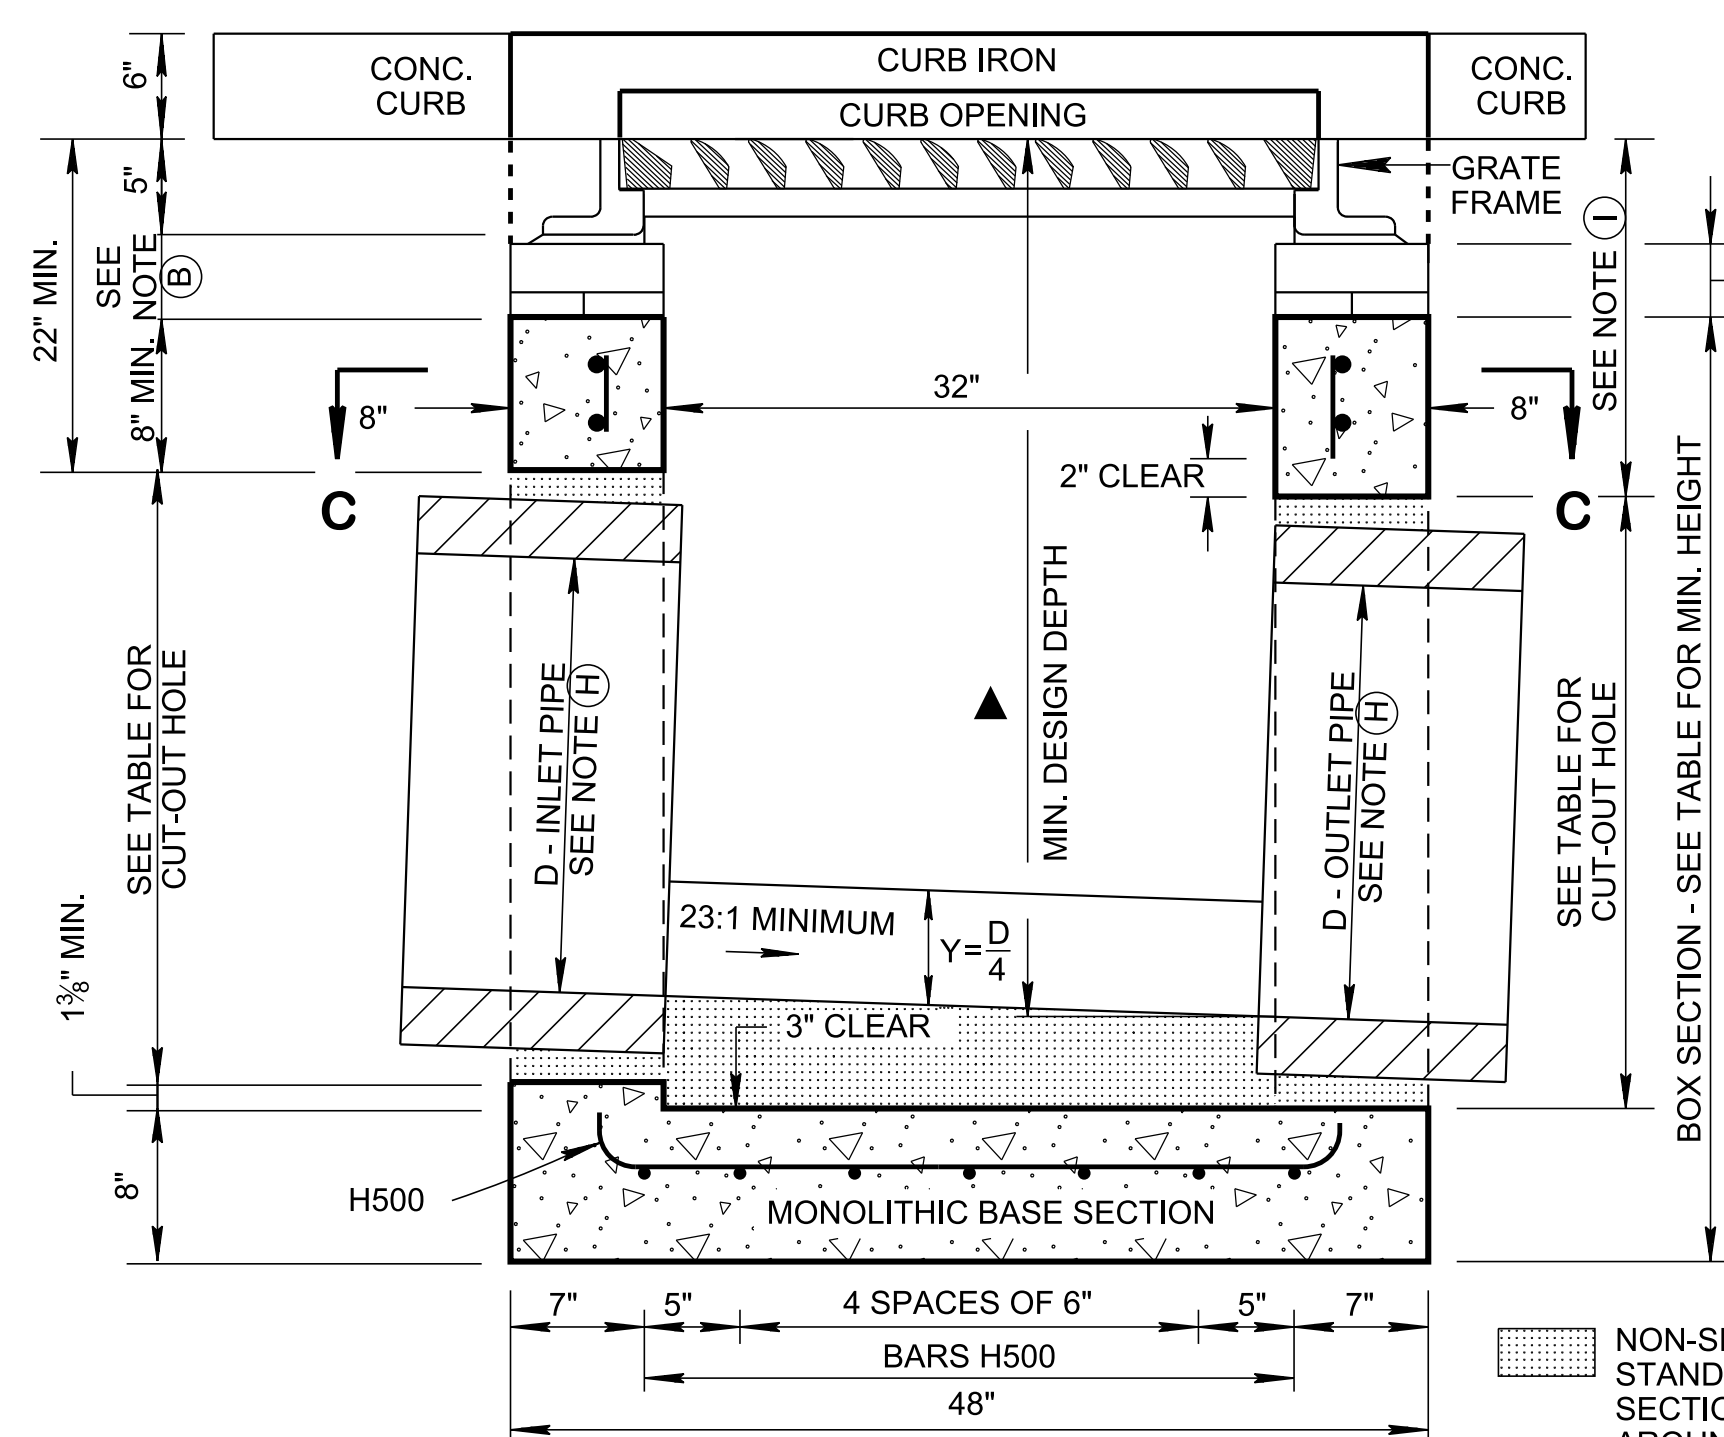 CURB IRON
CONC.
CURB
CONC.
CURB
CURB OPENING
6"
5"
22" MIN.
SEE
NOTE
B
8" MIN.
GRATE
FRAME
SEE NOTE I
8"
32"
8"
2" CLEAR
C
C
MIN. DESIGN DEPTH
SEE TABLE FOR
CUT-OUT HOLE
D - INLET PIPE
SEE NOTE H
D - OUTLET PIPE
SEE NOTE H
SEE TABLE FOR
CUT-OUT HOLE
BOX SECTION - SEE TABLE FOR MIN. HEIGHT
23:1 MINIMUM
Y=D/4
1 3/8" MIN.
3" CLEAR
8"
H500
MONOLITHIC BASE SECTION
7"
5"
4 SPACES OF 6"
5"
7"
BARS H500
48"
STAND